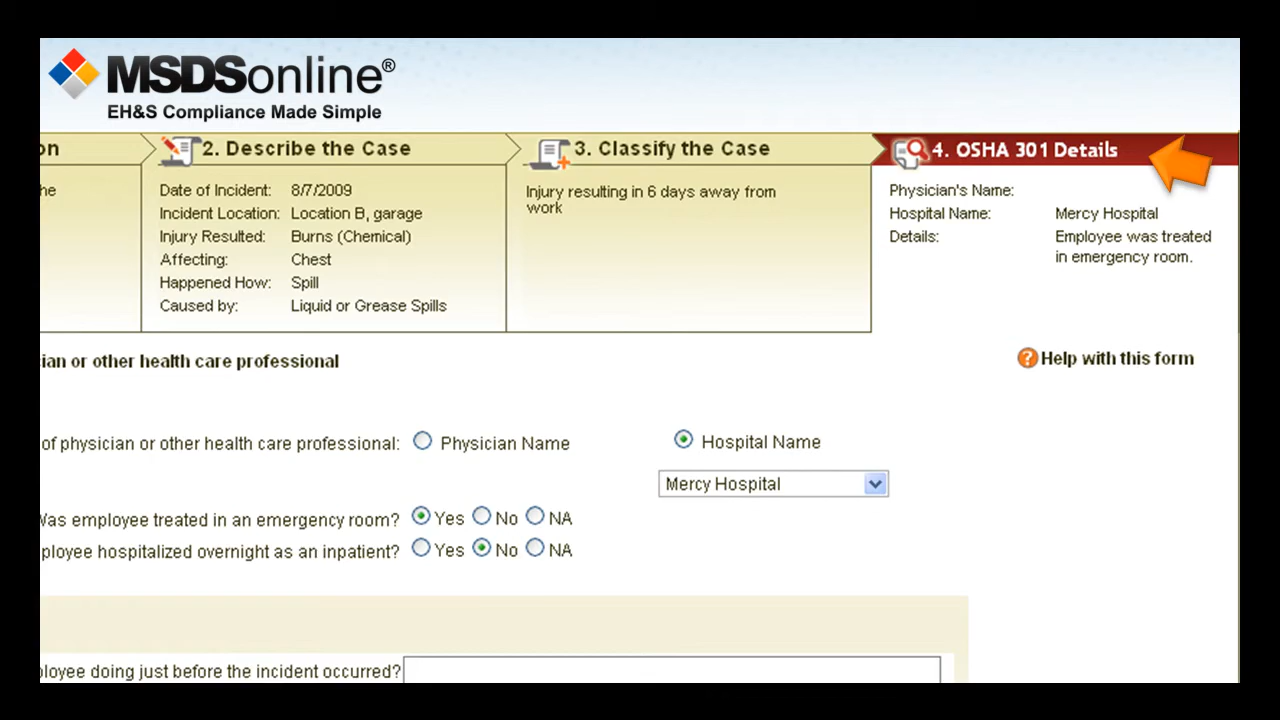 MSDSonline®
EH&S Compliance Made Simple
on
2. Describe the Case
3. Classify the Case
4. OSHA 301 Details
he
Date of Incident: 8/7/2009
Incident Location: Location B, garage
Injury Resulted: Burns (Chemical)
Affecting: Chest
Happened How: Spill
Caused by: Liquid or Grease Spills
Injury resulting in 6 days away from
work
Physician's Name:
Hospital Name: Mercy Hospital
Details: Employee was treated
in emergency room.
ian or other health care professional
Help with this form
of physician or other health care professional: Physician Name Hospital Name
Mercy Hospital
Was employee treated in an emergency room? Yes No NA
ployee hospitalized overnight as an inpatient? Yes No NA
ployee doing just before the incident occurred?